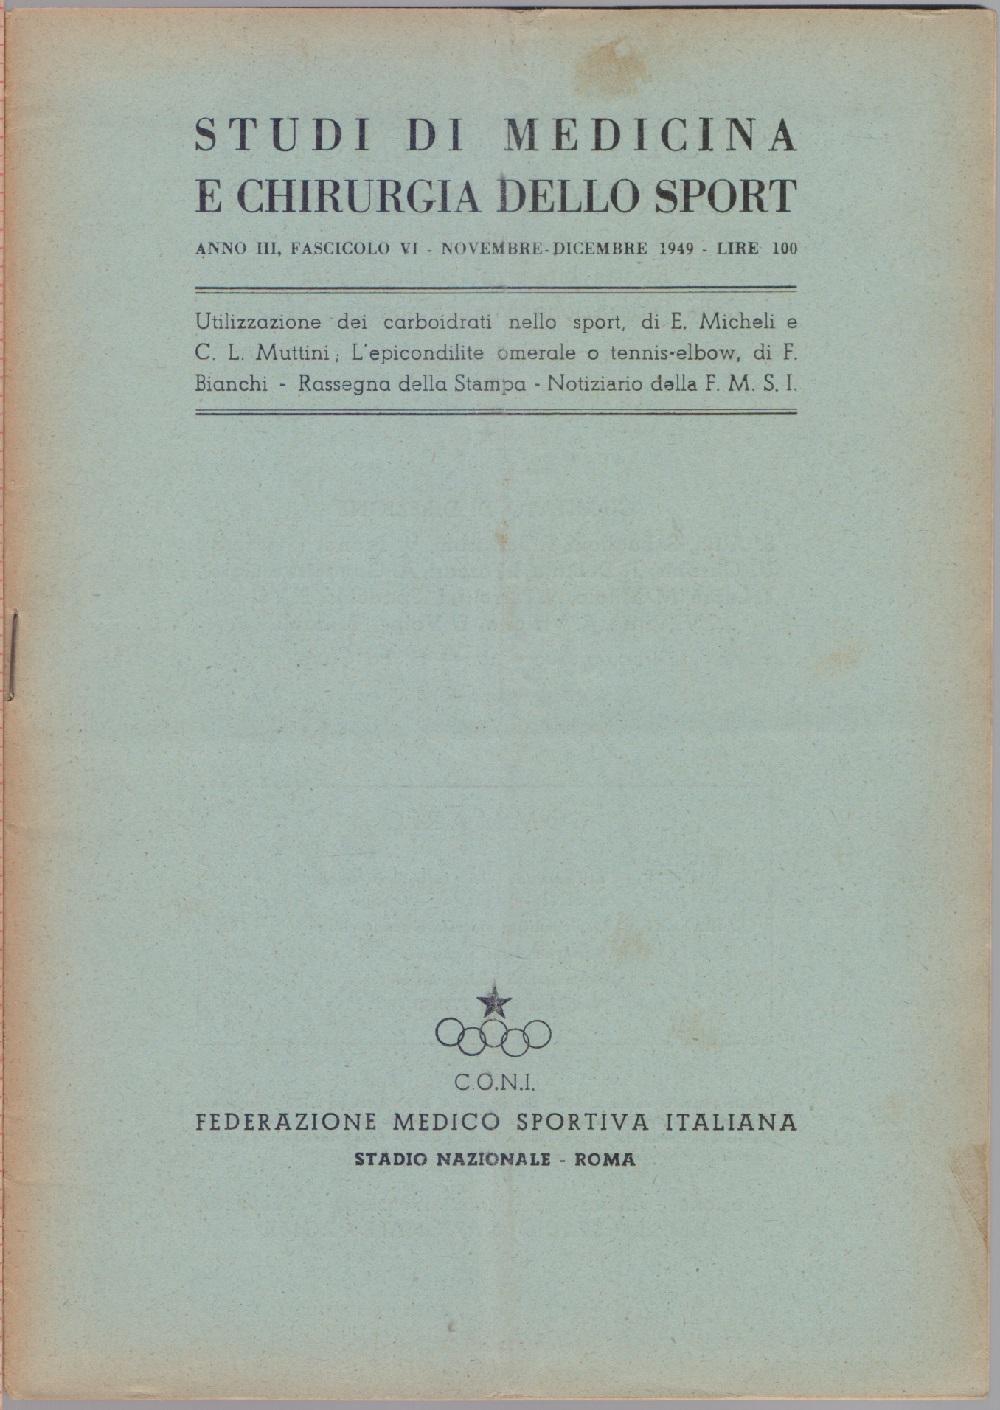 STUDI DI MEDICINA
E CHIRURGIA DELLO SPORT
ANNO III, FASCICOLO VI - NOVEMBRE-DICEMBRE 1949 - LIRE 100
Utilizzazione dei carboidrati nello sport, di E. Micheli e
C. L. Muttini; L'epicondilite omerale o tennis-elbow, di F.
Bianchi - Rassegna della Stampa - Notiziario della F. M. S. I.
C.O.N.I.
FEDERAZIONE MEDICO SPORTIVA ITALIANA
STADIO NAZIONALE - ROMA